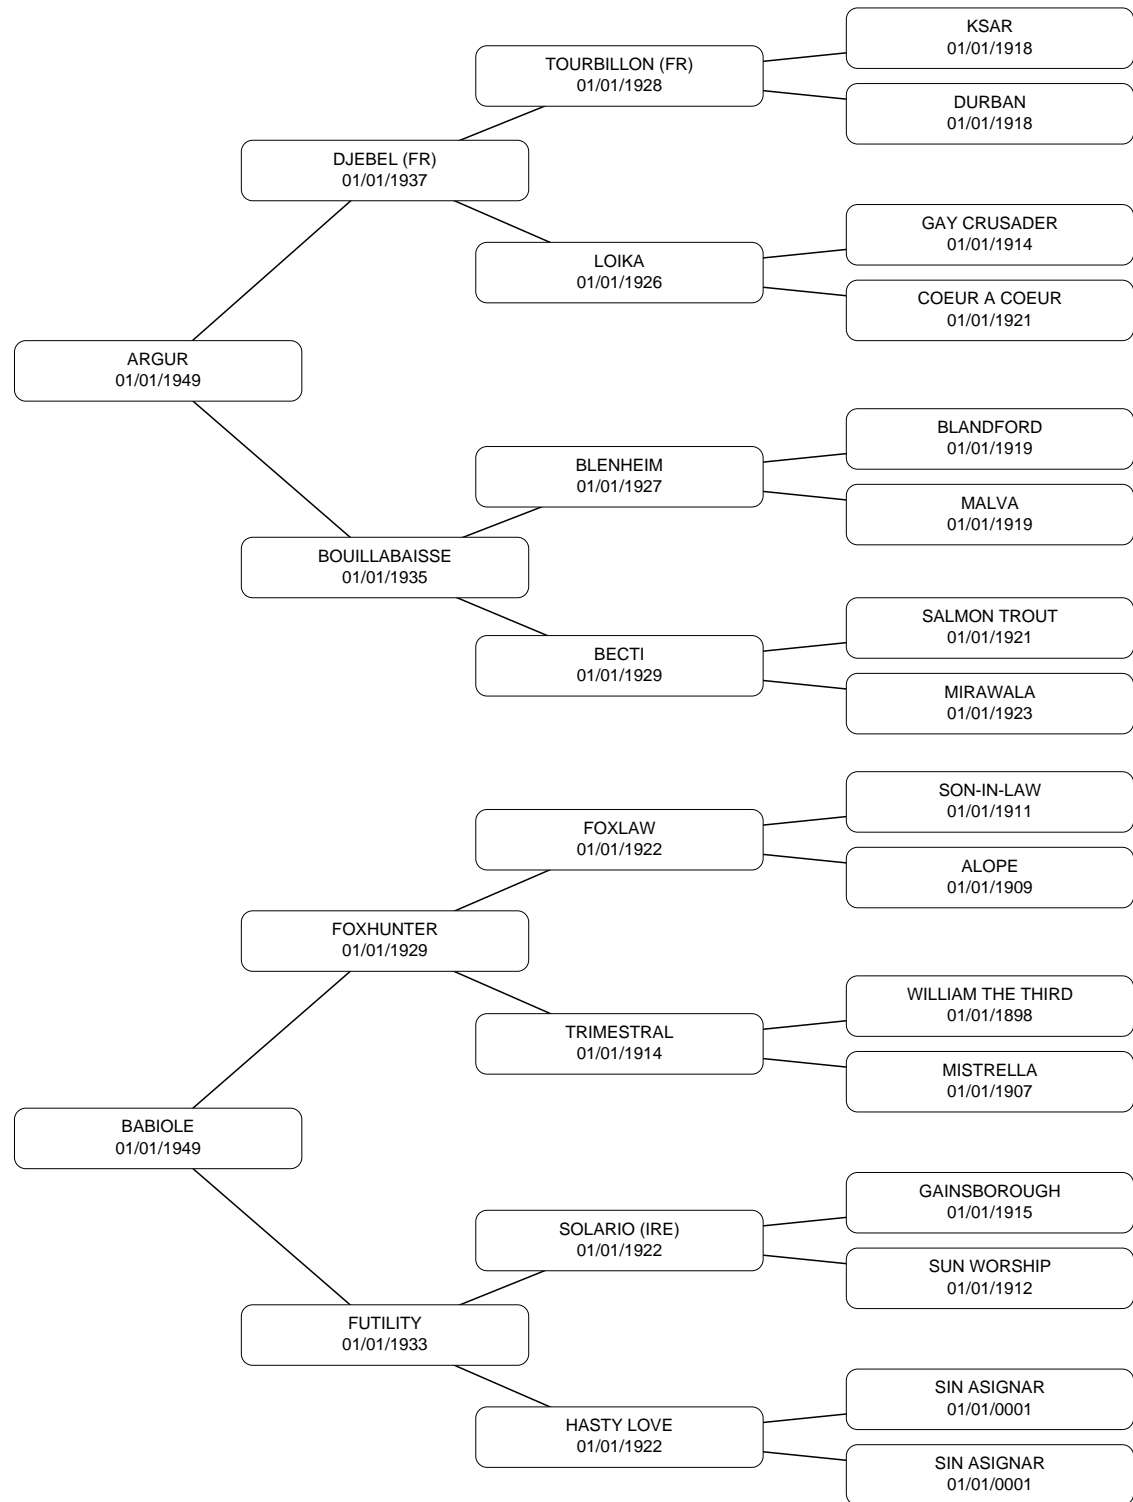 KSAR
01/01/1918
TOURBILLON (FR)
01/01/1928
DURBAN
01/01/1918
DJEBEL (FR)
01/01/1937
GAY CRUSADER
01/01/1914
LOIKA
01/01/1926
COEUR A COEUR
01/01/1921
ARGUR
01/01/1949
BLANDFORD
01/01/1919
BLENHEIM
01/01/1927
MALVA
01/01/1919
BOUILLABAISSE
01/01/1935
SALMON TROUT
01/01/1921
BECTI
01/01/1929
MIRAWALA
01/01/1923
SON-IN-LAW
01/01/1911
FOXLAW
01/01/1922
ALOPE
01/01/1909
FOXHUNTER
01/01/1929
WILLIAM THE THIRD
01/01/1898
TRIMESTRAL
01/01/1914
MISTRELLA
01/01/1907
BABIOLE
01/01/1949
GAINSBOROUGH
01/01/1915
SOLARIO (IRE)
01/01/1922
SUN WORSHIP
01/01/1912
FUTILITY
01/01/1933
SIN ASIGNAR
01/01/0001
HASTY LOVE
01/01/1922
SIN ASIGNAR
01/01/0001